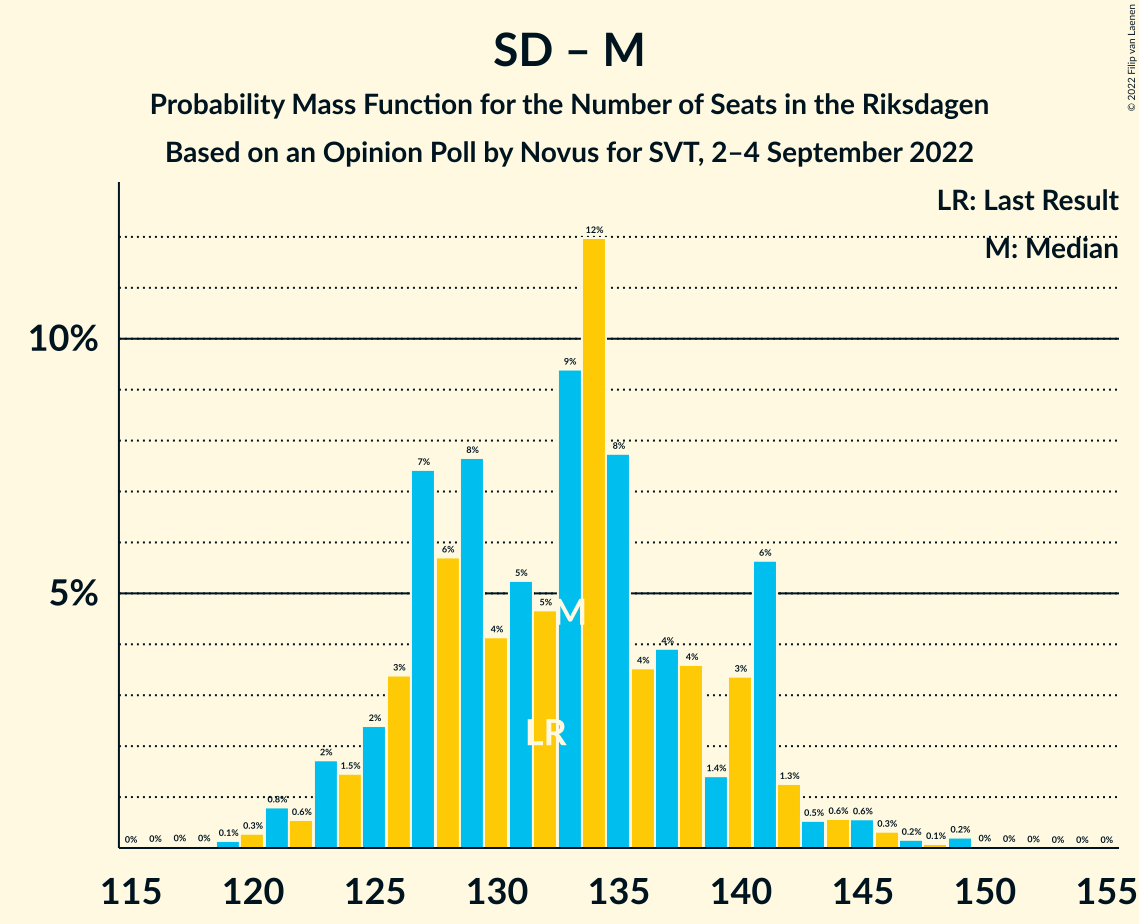 SD – M
Probability Mass Function for the Number of Seats in the Riksdagen
Based on an Opinion Poll by Novus for SVT, 2–4 September 2022
© 2022 Filip van Laenen
LR: Last Result
M: Median
10%
5%
0% 0% 0% 0% 0.1% 0.3% 0.8% 0.6% 2% 1.5% 2% 3% 7% 6% 8% 4% 5% 5% 9% 12% 8% 4% 4% 4% 1.4% 3% 6% 1.3% 0.5% 0.6% 0.6% 0.3% 0.2% 0.1% 0.2% 0% 0% 0% 0% 0% 0%
M
LR
115 120 125 130 135 140 145 150 155